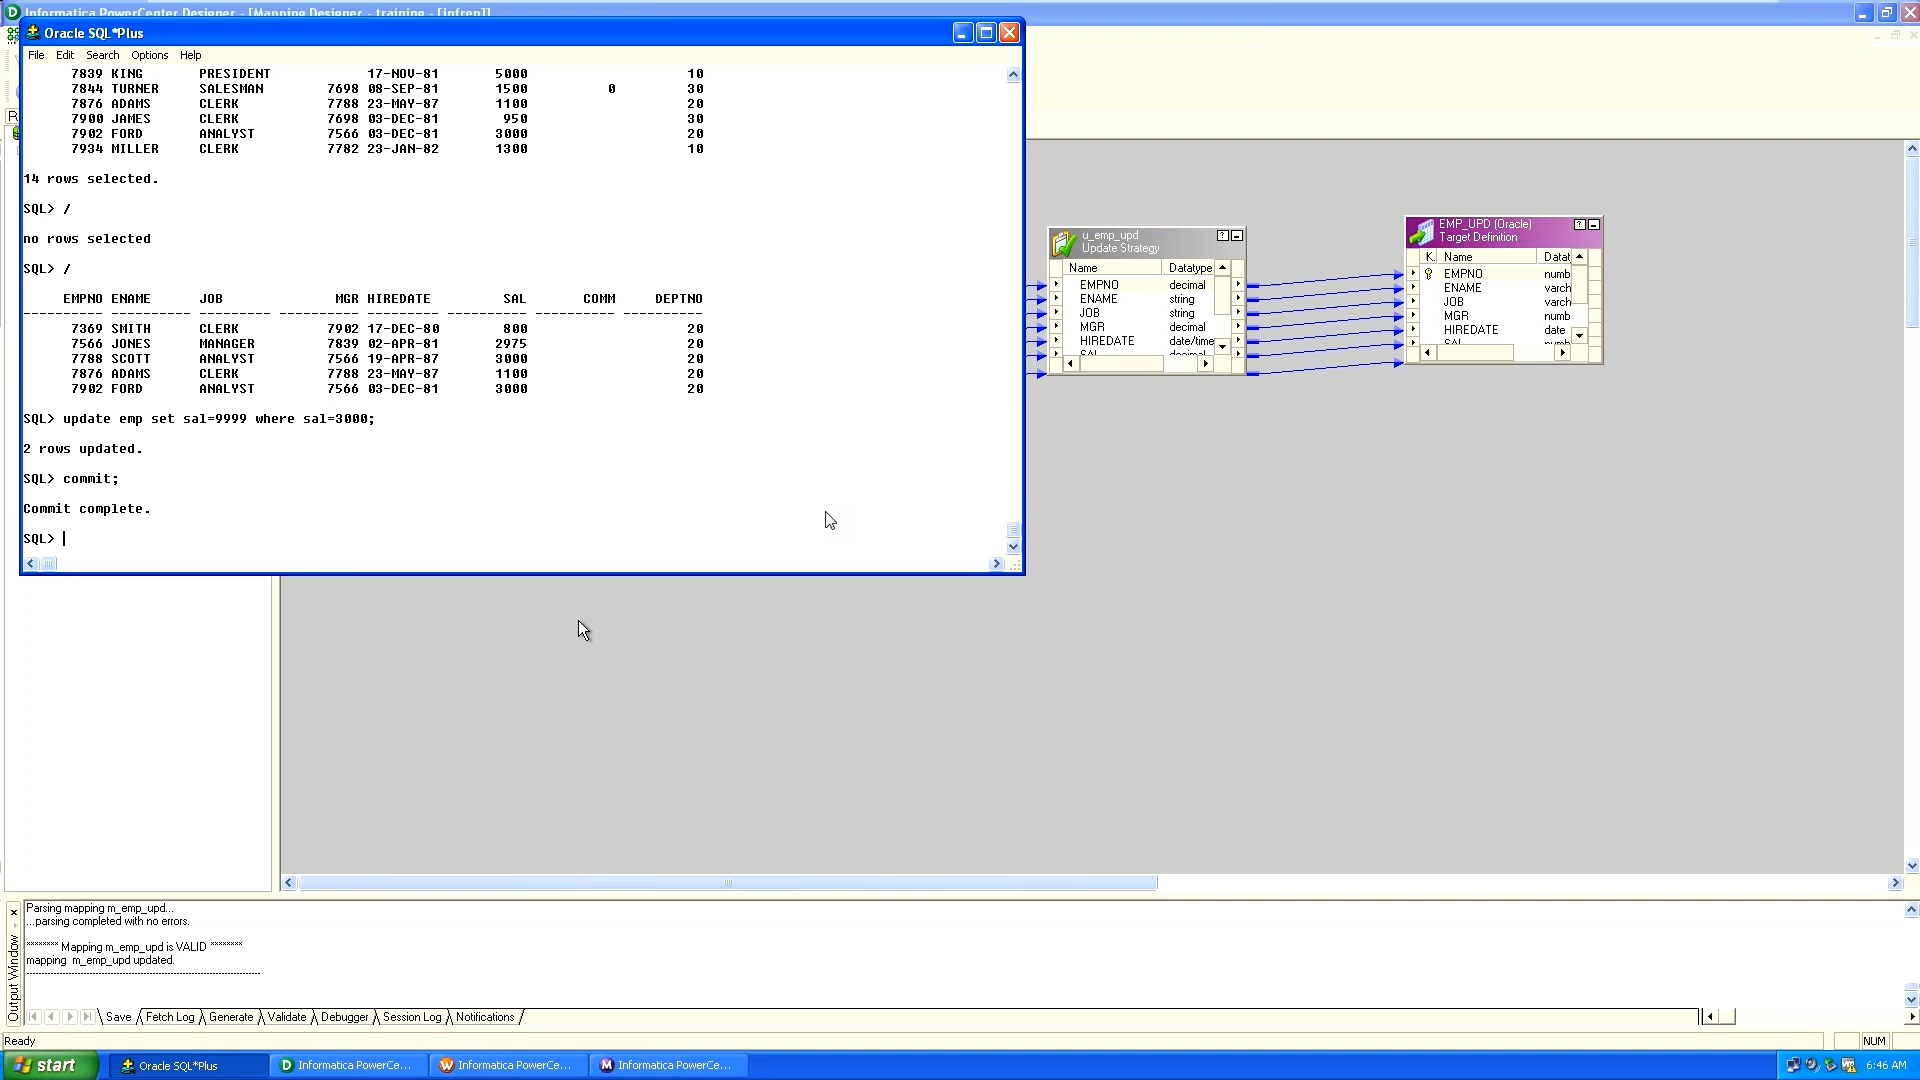 Informatica PowerCenter Designer - [Mapping Designer - training - [infrep]]
Oracle SQL*Plus
File Edit Search Options Help
7839 KING PRESIDENT 17-NOV-81 5000 10
7844 TURNER SALESMAN 7698 08-SEP-81 1500 0 30
7876 ADAMS CLERK 7788 23-MAY-87 1100 20
7900 JAMES CLERK 7698 03-DEC-81 950 30
7902 FORD ANALYST 7566 03-DEC-81 3000 20
7934 MILLER CLERK 7782 23-JAN-82 1300 10
14 rows selected.
SQL> /
no rows selected
SQL> /
EMPNO ENAME JOB MGR HIREDATE SAL COMM DEPTNO
---------- ---------- --------- ---------- --------- ---------- ---------- ----------
7369 SMITH CLERK 7902 17-DEC-80 800 20
7566 JONES MANAGER 7839 02-APR-81 2975 20
7788 SCOTT ANALYST 7566 19-APR-87 3000 20
7876 ADAMS CLERK 7788 23-MAY-87 1100 20
7902 FORD ANALYST 7566 03-DEC-81 3000 20
SQL> update emp set sal=9999 where sal=3000;
2 rows updated.
SQL> commit;
Commit complete.
SQL>
u_emp_upd
Update Strategy
Name Datatype
EMPNO decimal
ENAME string
JOB string
MGR decimal
HIREDATE date/time
SAL decimal
EMP_UPD (Oracle)
Target Definition
K. Name Datat
EMPNO numb
ENAME varch
JOB varch
MGR numb
HIREDATE date
SAL numb
Output Window
Parsing mapping m_emp_upd...
...parsing completed with no errors.
******** Mapping m_emp_upd is VALID ********
mapping m_emp_upd updated.
Save Fetch Log Generate Validate Debugger Session Log Notifications
Ready
NUM
start Oracle SQL*Plus Informatica PowerCe... Informatica PowerCe... Informatica PowerCe... 6:46 AM